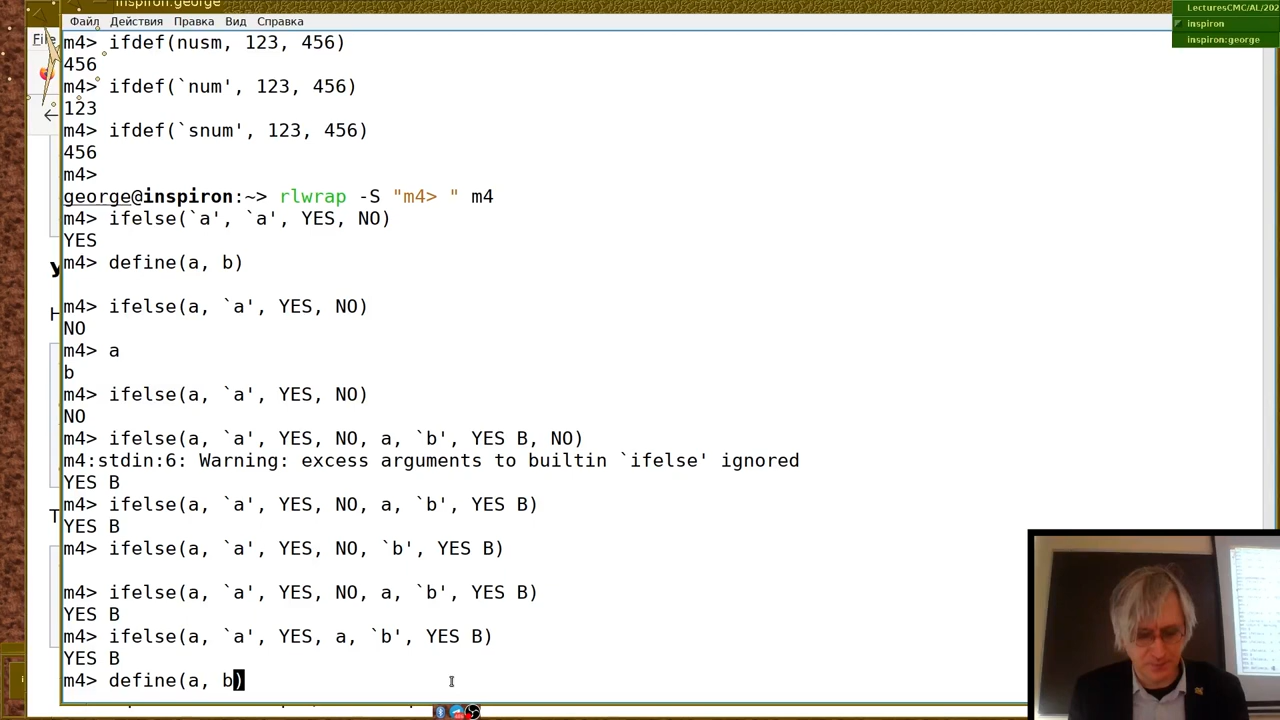 inspiron:george
LecturesCMC/AL/202
inspiron
inspiron:george
Файл Действия Правка Вид Справка
File
m4> ifdef(nusm, 123, 456)
456
m4> ifdef(`num', 123, 456)
123
m4> ifdef(`snum', 123, 456)
456
m4>
george@inspiron:~> rlwrap -S "m4> " m4
m4> ifelse(`a', `a', YES, NO)
YES
m4> define(a, b)
m4> ifelse(a, `a', YES, NO)
NO
m4> a
b
m4> ifelse(a, `a', YES, NO)
NO
m4> ifelse(a, `a', YES, NO, a, `b', YES B, NO)
m4:stdin:6: Warning: excess arguments to builtin `ifelse' ignored
YES B
m4> ifelse(a, `a', YES, NO, a, `b', YES B)
YES B
m4> ifelse(a, `a', YES, NO, `b', YES B)
m4> ifelse(a, `a', YES, NO, a, `b', YES B)
YES B
m4> ifelse(a, `a', YES, a, `b', YES B)
YES B
m4> define(a, b)